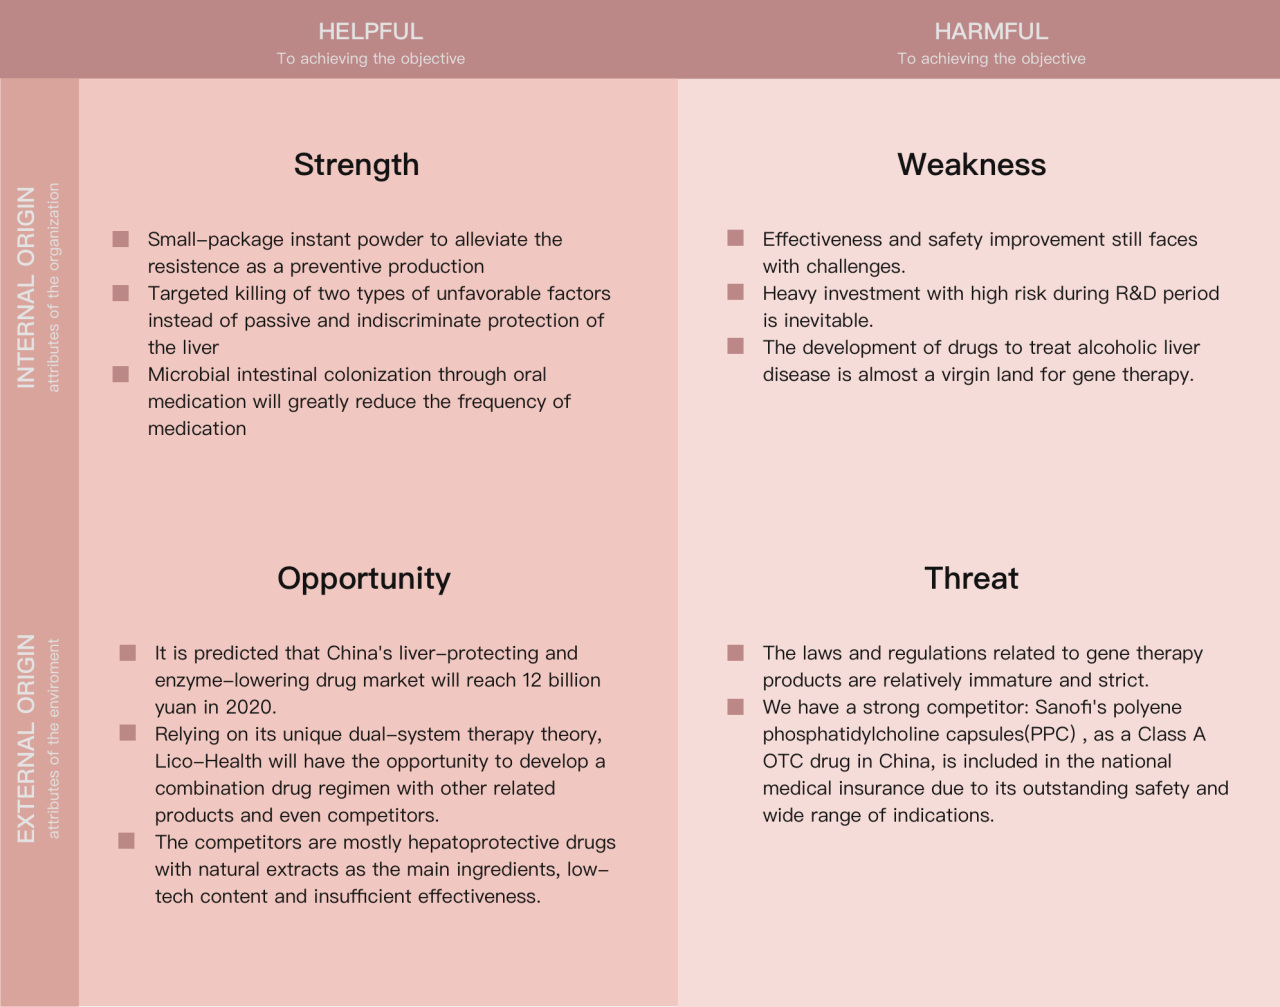 HELPFUL
To achieving the objective
HARMFUL
To achieving the objective
INTERNAL ORIGIN
attributes of the organization
Strength
Small-package instant powder to alleviate the
resistence as a preventive production
Targeted killing of two types of unfavorable factors
instead of passive and indiscriminate protection of
the liver
Microbial intestinal colonization through oral
medication will greatly reduce the frequency of
medication
Weakness
Effectiveness and safety improvement still faces
with challenges.
Heavy investment with high risk during R&D period
is inevitable.
The development of drugs to treat alcoholic liver
disease is almost a virgin land for gene therapy.
EXTERNAL ORIGIN
attributes of the enviroment
Opportunity
It is predicted that China's liver-protecting and
enzyme-lowering drug market will reach 12 billion
yuan in 2020.
Relying on its unique dual-system therapy theory,
Lico-Health will have the opportunity to develop a
combination drug regimen with other related
products and even competitors.
The competitors are mostly hepatoprotective drugs
with natural extracts as the main ingredients, low-
tech content and insufficient effectiveness.
Threat
The laws and regulations related to gene therapy
products are relatively immature and strict.
We have a strong competitor: Sanofi's polyene
phosphatidylcholine capsules(PPC) , as a Class A
OTC drug in China, is included in the national
medical insurance due to its outstanding safety and
wide range of indications.